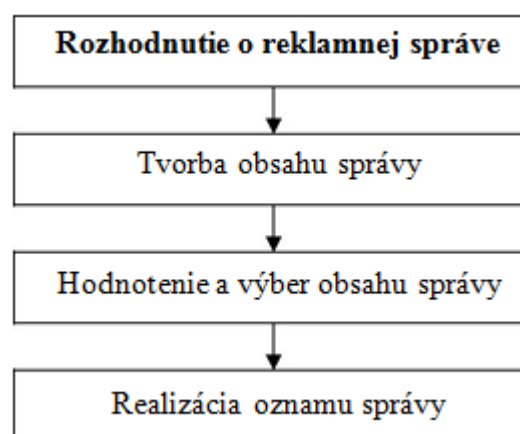 Rozhodnutie o reklamnej správe
Tvorba obsahu správy
Hodnotenie a výber obsahu správy
Realizácia oznamu správy